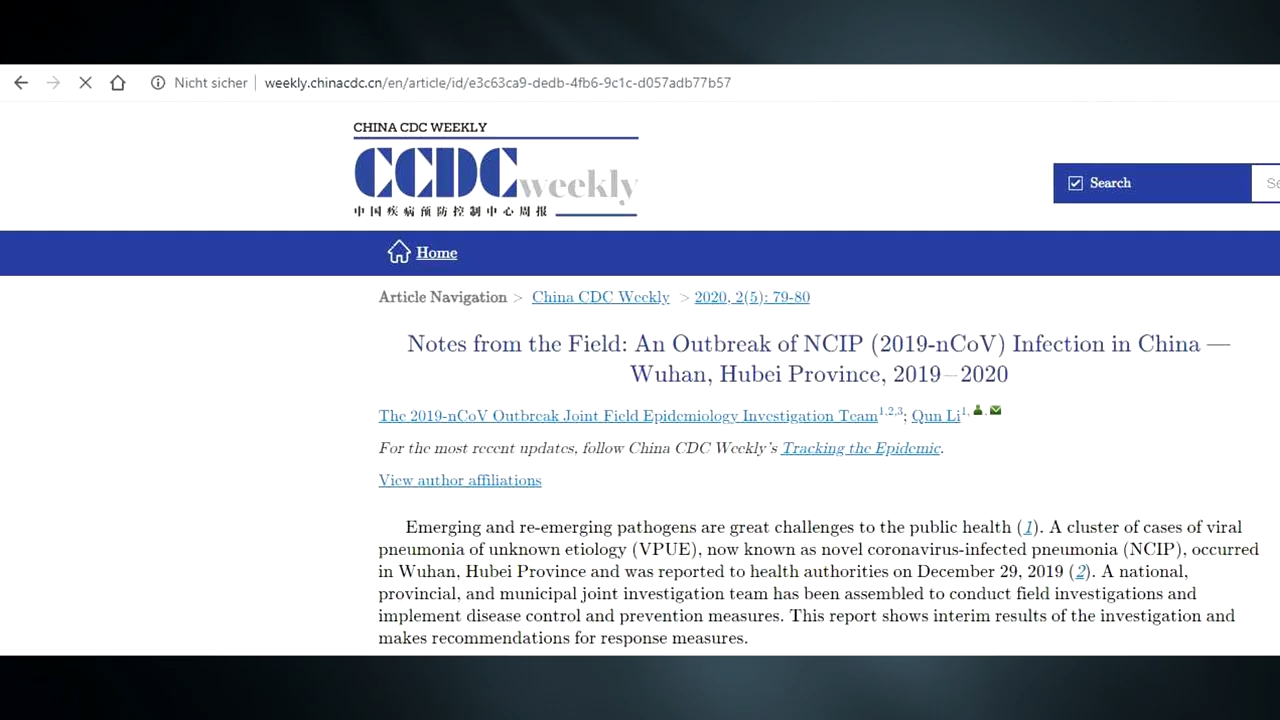 Nicht sicher weekly.chinacdc.cn/en/article/id/e3c63ca9-dedb-4fb6-9c1c-d057adb77b57
CHINA CDC WEEKLY
CCDC weekly
中国疾病预防控制中心周报
Search
Se
Home
Article Navigation > China CDC Weekly > 2020, 2(5): 79-80
Notes from the Field: An Outbreak of NCIP (2019-nCoV) Infection in China —
Wuhan, Hubei Province, 2019−2020
The 2019-nCoV Outbreak Joint Field Epidemiology Investigation Team1,2,3; Qun Li1, ,
For the most recent updates, follow China CDC Weekly's Tracking the Epidemic.
View author affiliations
Emerging and re-emerging pathogens are great challenges to the public health (1). A cluster of cases of viral
pneumonia of unknown etiology (VPUE), now known as novel coronavirus-infected pneumonia (NCIP), occurred
in Wuhan, Hubei Province and was reported to health authorities on December 29, 2019 (2). A national,
provincial, and municipal joint investigation team has been assembled to conduct field investigations and
implement disease control and prevention measures. This report shows interim results of the investigation and
makes recommendations for response measures.